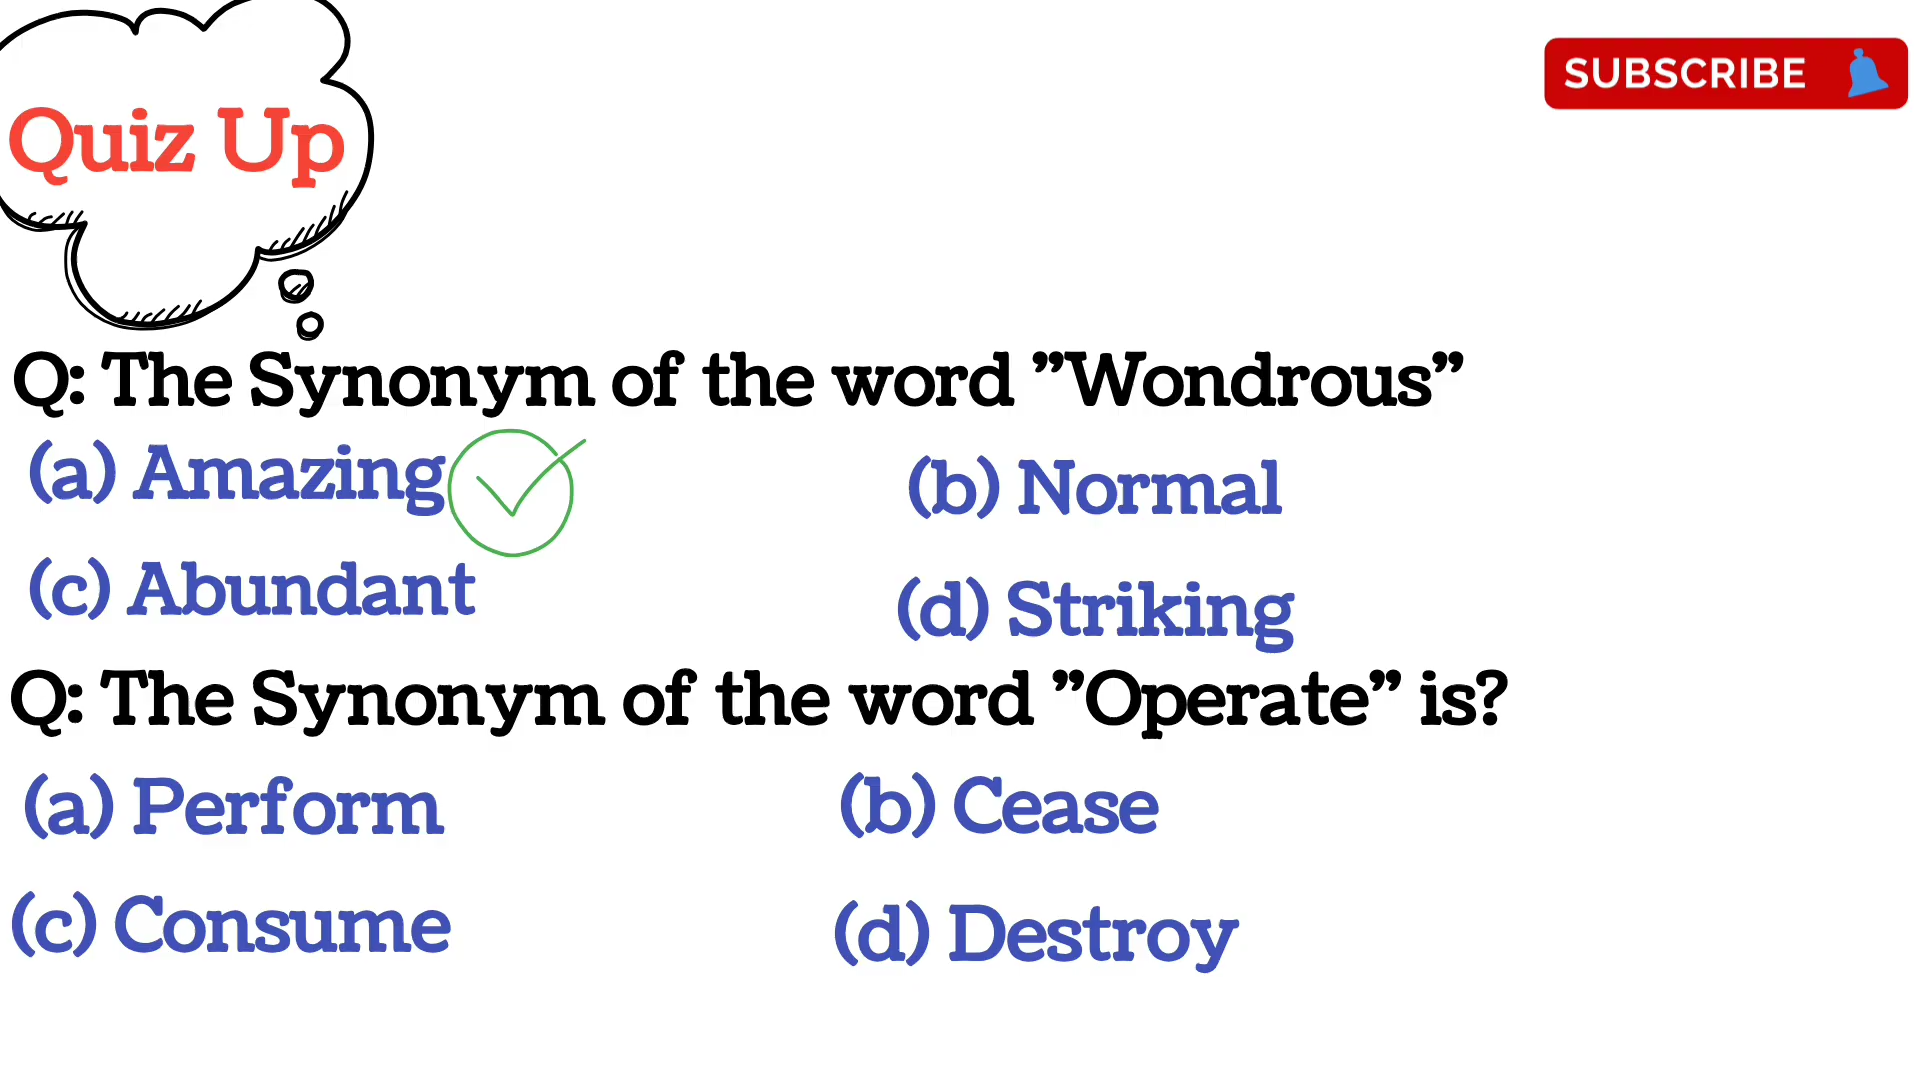 Quiz Up
SUBSCRIBE
Q: The Synonym of the word ”Wondrous”
(a) Amazing
(b) Normal
(c) Abundant
(d) Striking
Q: The Synonym of the word ”Operate” is?
(a) Perform
(b) Cease
(c) Consume
(d) Destroy